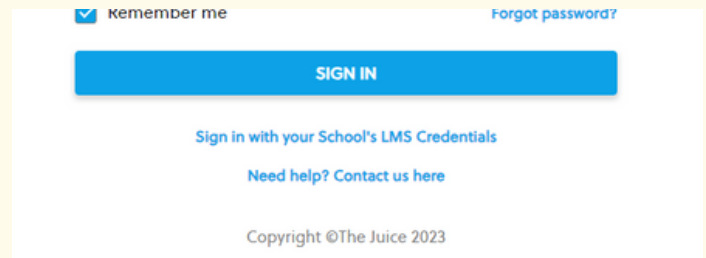 Remember me Forgot password?
SIGN IN
Sign in with your School's LMS Credentials
Need help? Contact us here
Copyright ©The Juice 2023